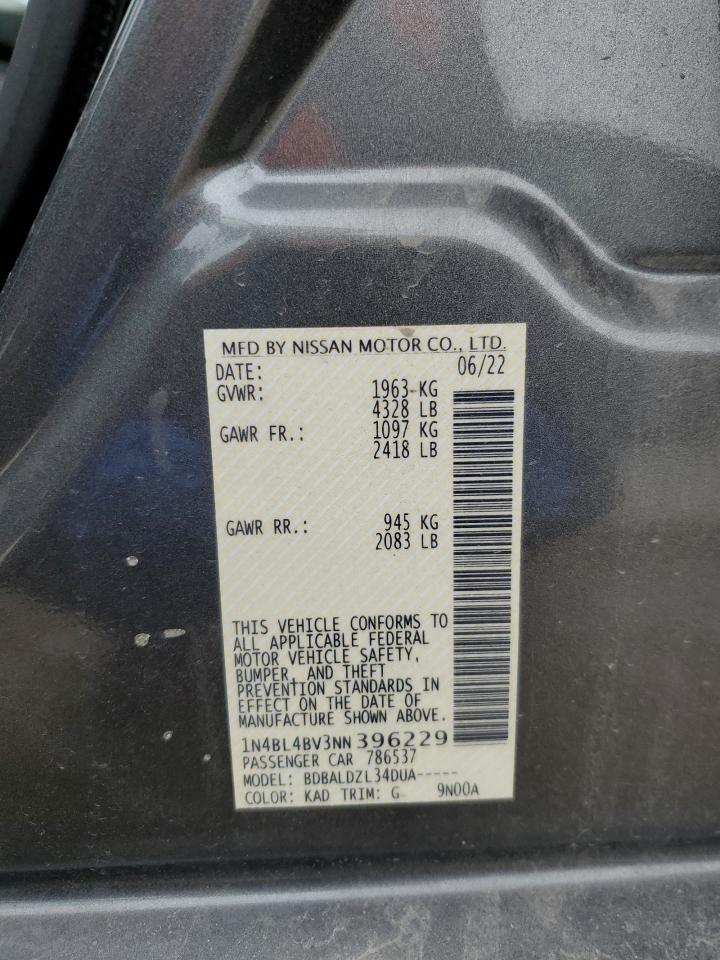 MFD BY NISSAN MOTOR CO., LTD.
DATE: 06/22
GVWR: 1963 KG
4328 LB
GAWR FR.: 1097 KG
2418 LB
GAWR RR.: 945 KG
2083 LB
THIS VEHICLE CONFORMS TO
ALL APPLICABLE FEDERAL
MOTOR VEHICLE SAFETY,
BUMPER, AND THEFT
PREVENTION STANDARDS IN
EFFECT ON THE DATE OF
MANUFACTURE SHOWN ABOVE.
1N4BL4BV3NN396229
PASSENGER CAR 786537
MODEL: BDBALDZL34DUA-----
COLOR: KAD TRIM: G 9N00A